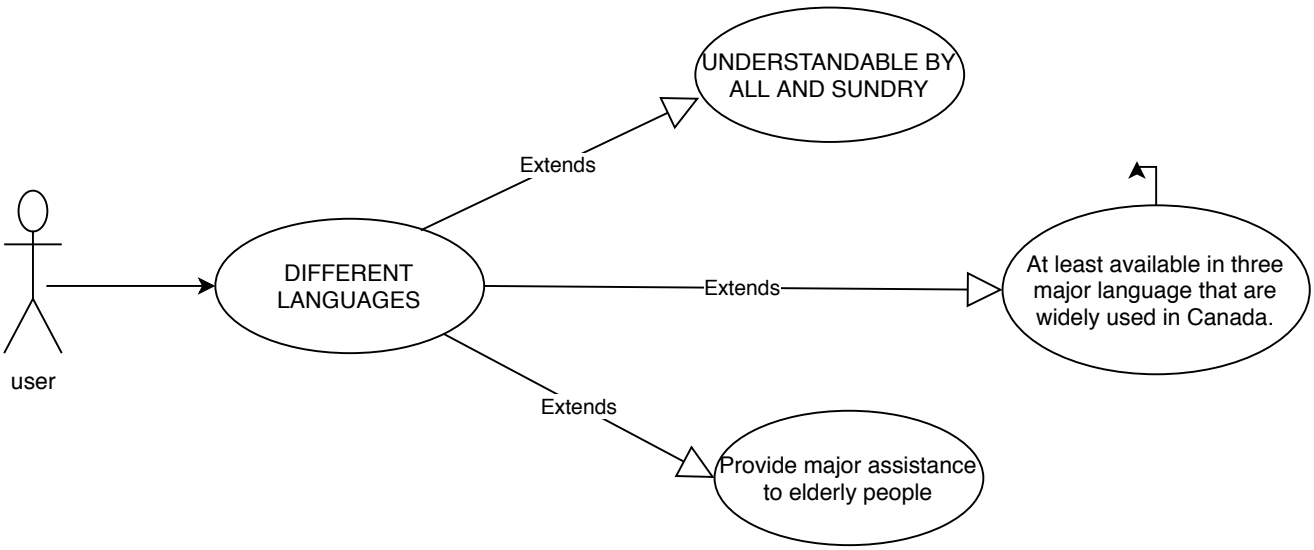 UNDERSTANDABLE BY
ALL AND SUNDRY
Extends
DIFFERENT
LANGUAGES
Extends
At least available in three
major language that are
widely used in Canada.
user
Extends
Provide major assistance
to elderly people